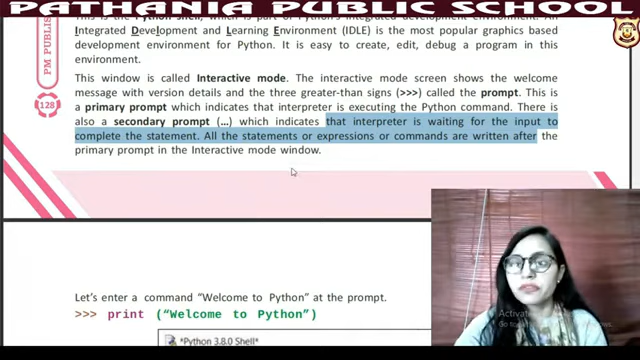 PATHANIA PUBLIC SCHOOL
This is the Python shell, which is part of Python's integrated development environment. An
Integrated DeveLopment and Learning Environment (IDLE) is the most popular graphics based
development environment for Python. It is easy to create, edit, debug a program in this
environment.
PM PUBLIS
This window is called Interactive mode. The interactive mode screen shows the welcome
message with version details and the three greater-than signs (>>>) called the prompt. This is
128
a primary prompt which indicates that interpreter is executing the Python command. There is
also a secondary prompt (...) which indicates that interpreter is waiting for the input to
complete the statement. All the statements or expressions or commands are written after the
primary prompt in the Interactive mode window.
Let's enter a command "Welcome to Python" at the prompt.
>>> print ("Welcome to Python")
*Python 3.8.0 Shell*
Activate